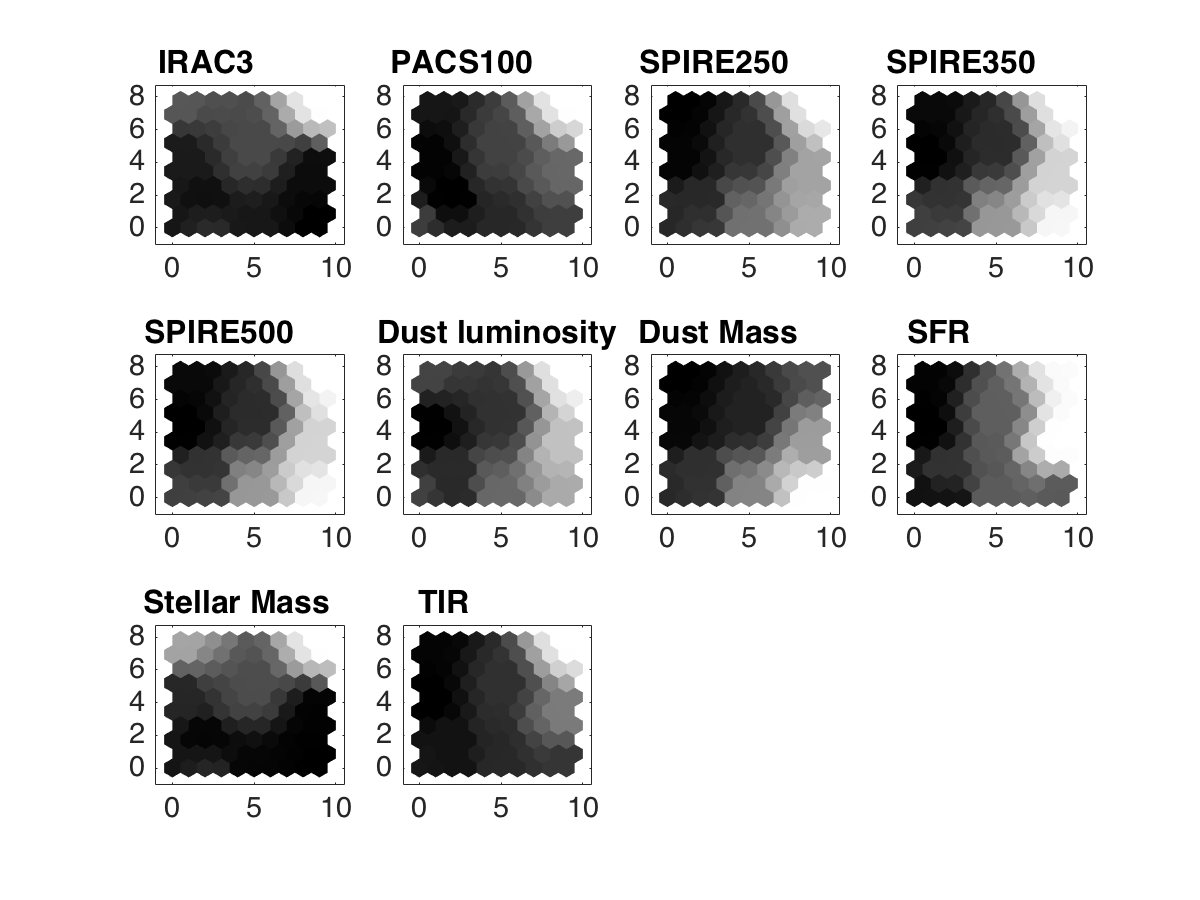 IRAC3 PACS100 SPIRE250 SPIRE350
8 8 8 8
6 6 6 6
4 4 4 4
2 2 2 2
0 0 0 0
0 5 10 0 5 10 0 5 10 0 5 10
SPIRE500 Dust luminosity Dust Mass SFR
8 8 8 8
6 6 6 6
4 4 4 4
2 2 2 2
0 0 0 0
0 5 10 0 5 10 0 5 10 0 5 10
Stellar Mass TIR
8 8
6 6
4 4
2 2
0 0
0 5 10 0 5 10